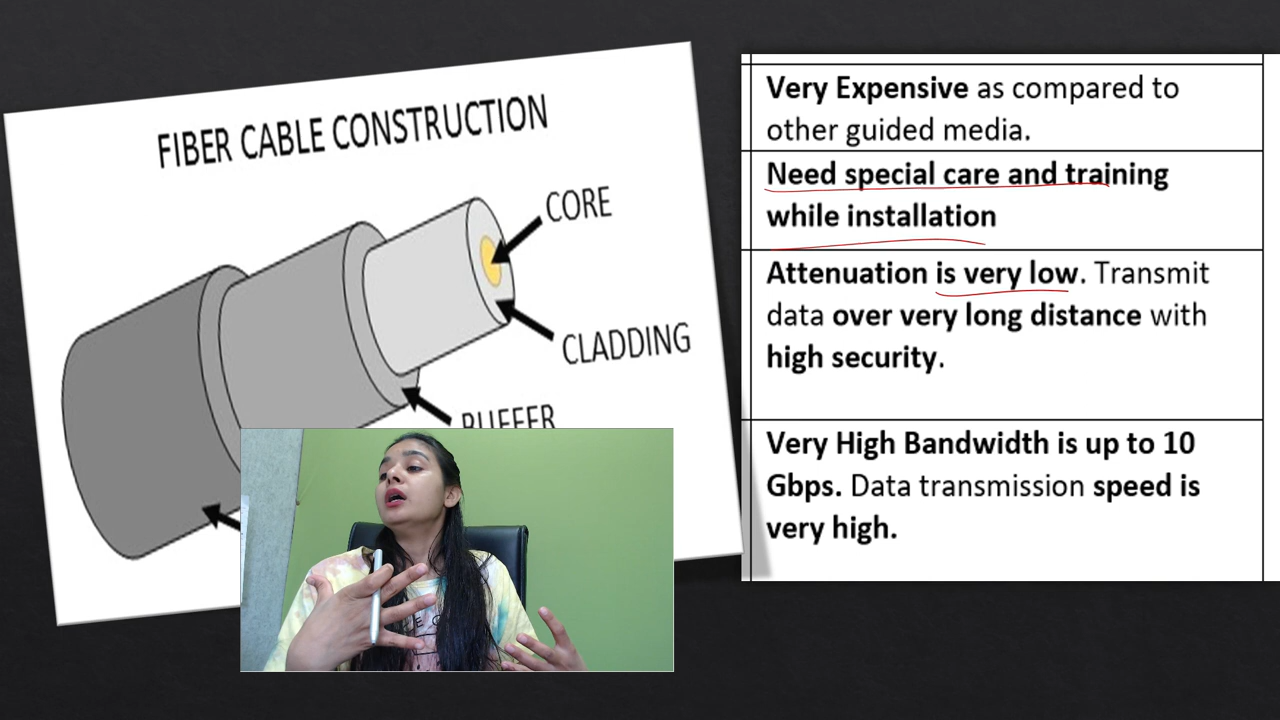 FIBER CABLE CONSTRUCTION
CORE
CLADDING
BUFFER
Very Expensive as compared to
other guided media.
Need special care and training
while installation
Attenuation is very low. Transmit
data over very long distance with
high security.
Very High Bandwidth is up to 10
Gbps. Data transmission speed is
very high.